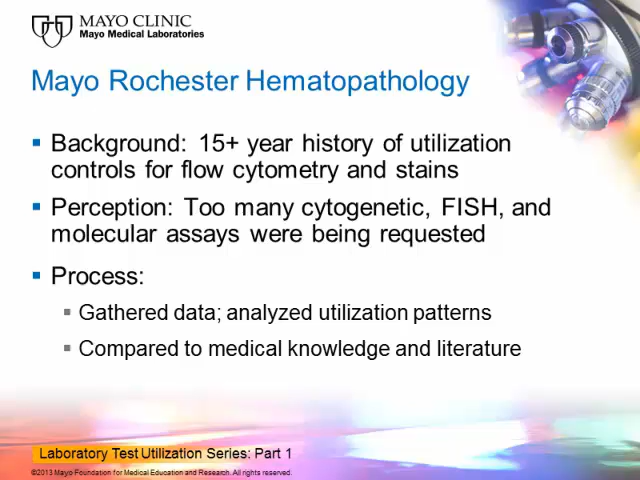 MAYO CLINIC
Mayo Medical Laboratories
Mayo Rochester Hematopathology
Background: 15+ year history of utilization
controls for flow cytometry and stains
Perception: Too many cytogenetic, FISH, and
molecular assays were being requested
Process:
Gathered data; analyzed utilization patterns
Compared to medical knowledge and literature
Laboratory Test Utilization Series: Part 1
©2013 Mayo Foundation for Medical Education and Research. All rights reserved.